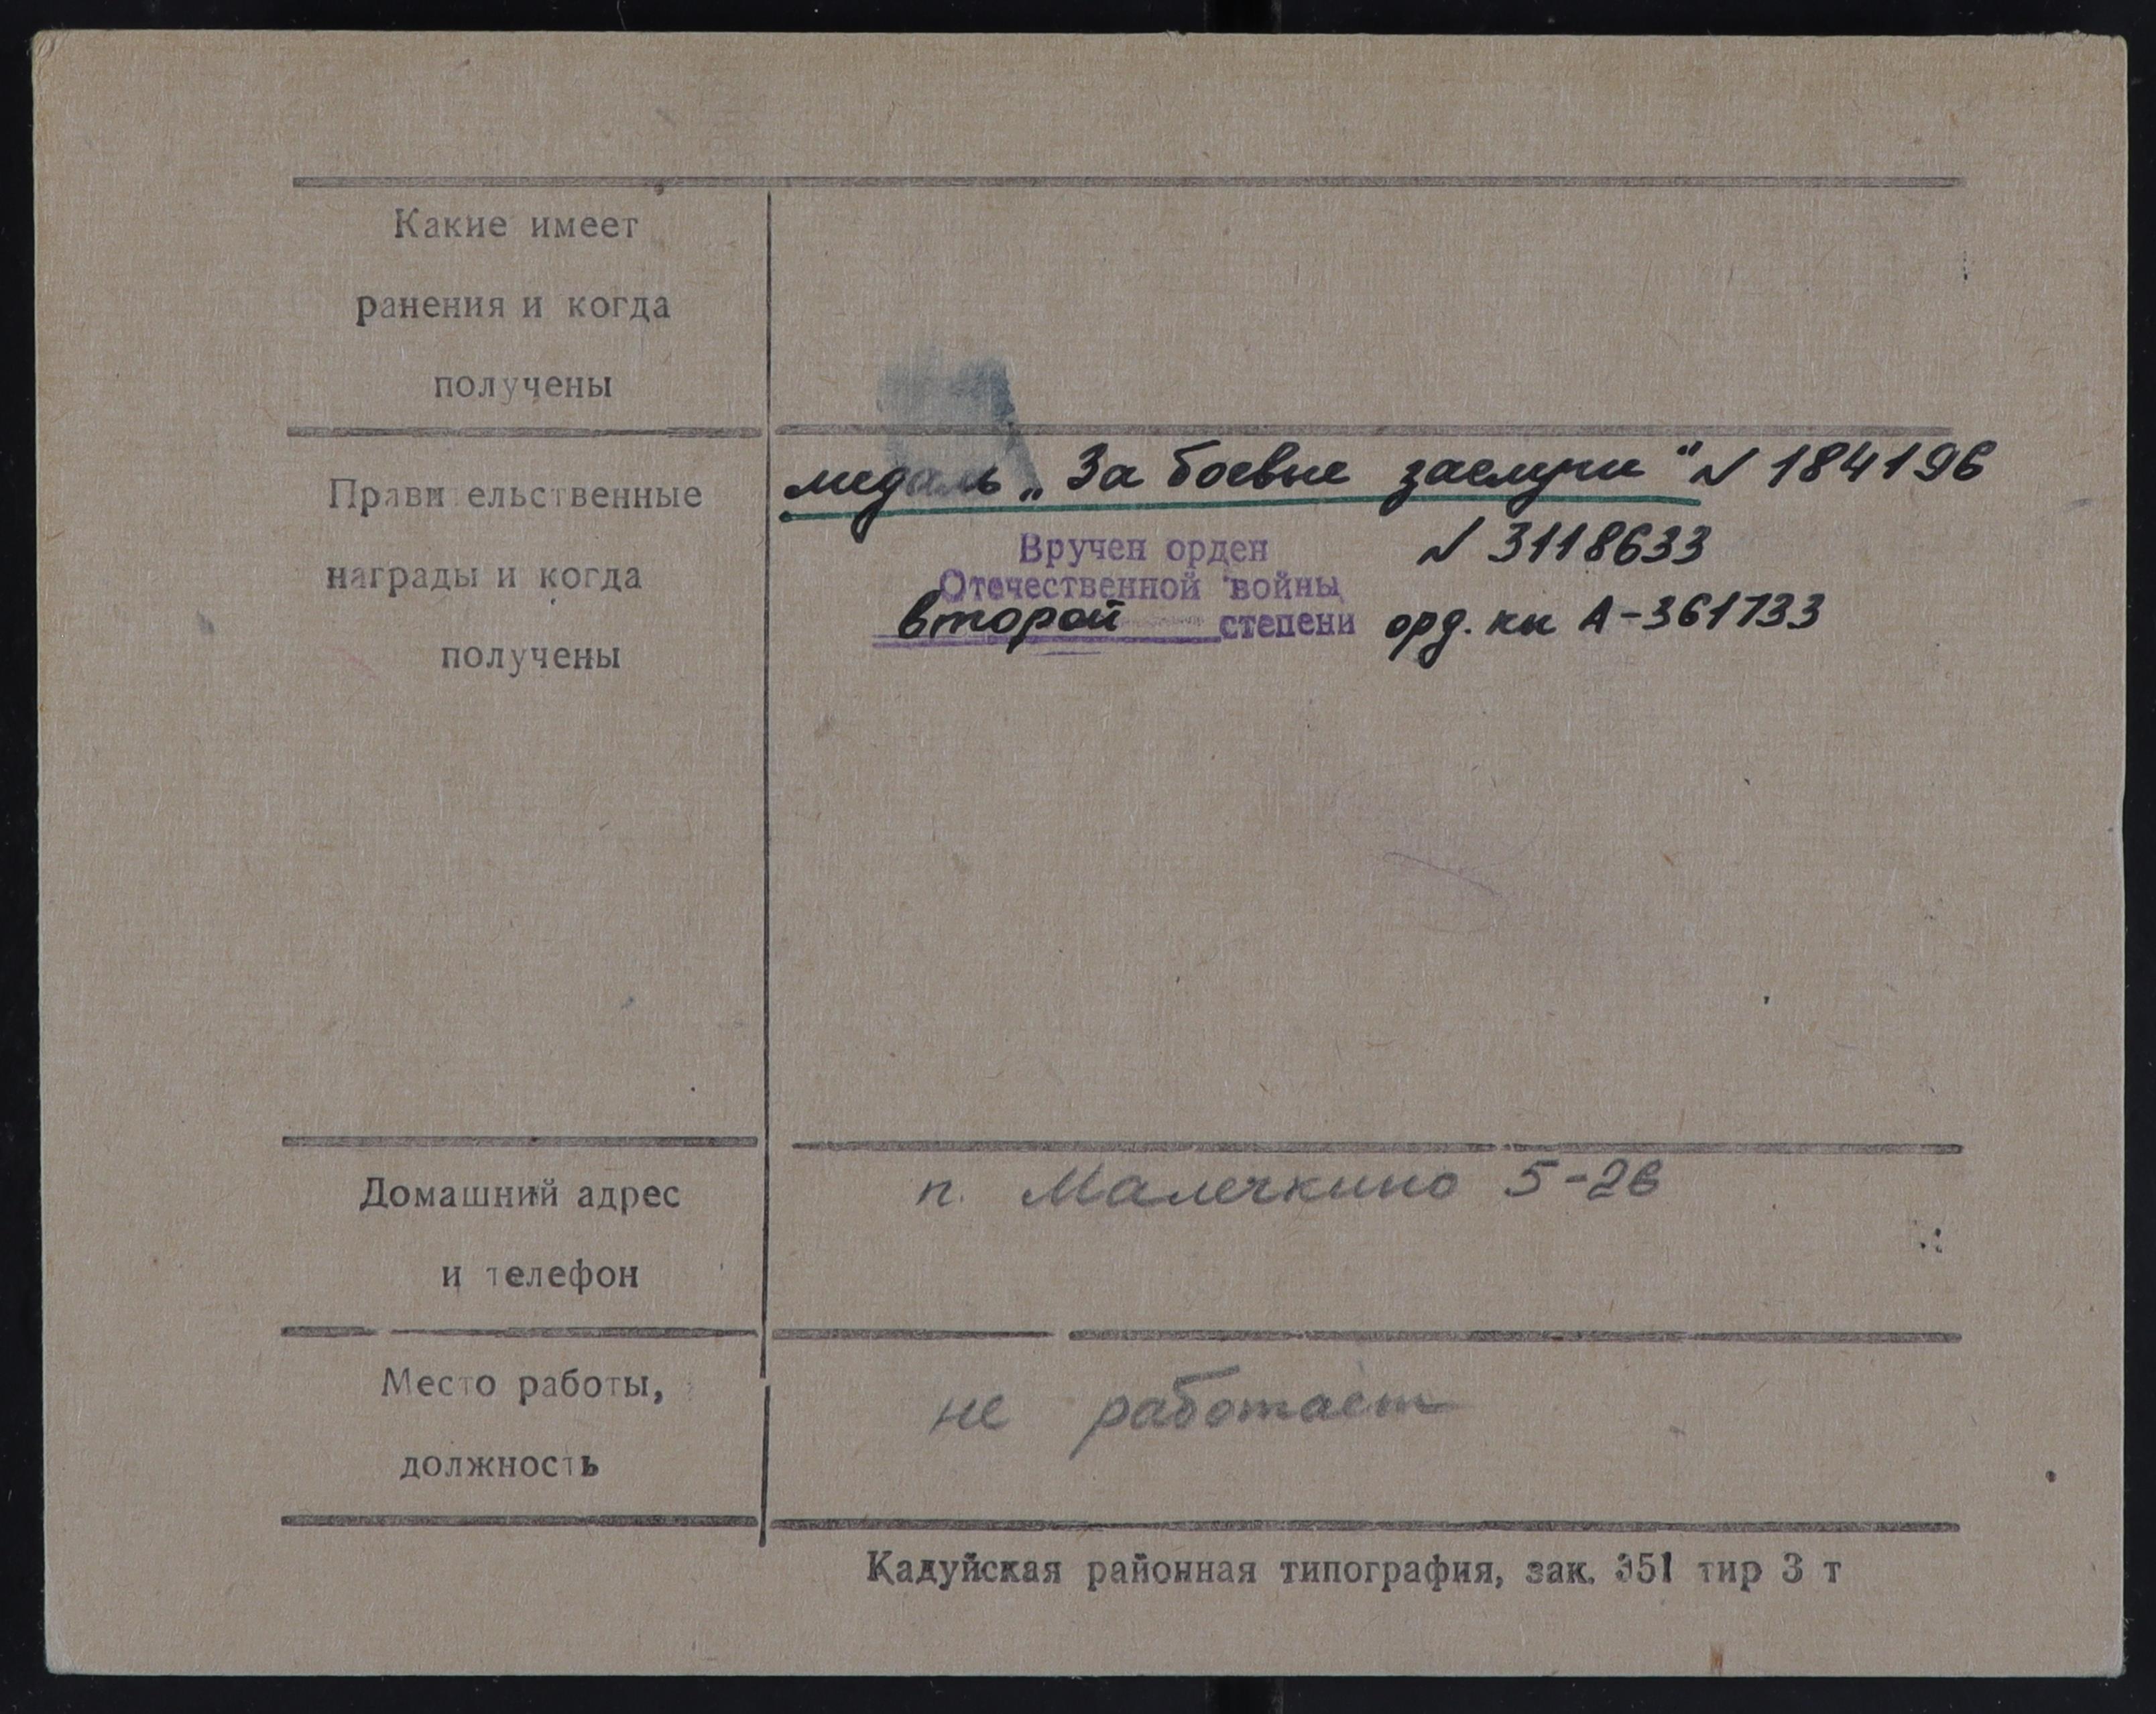 Какие имеет
ранения и когда
получены
Правительственные
награды и когда
получены
медаль „За боевые заслуги“ N 184196
Вручен орден N 3118633
Отечественной войны
второй степени орд. кн А-361733
Домашний адрес
и телефон
п. Малечкино 5-26
Место работы,
должность
не работает
Кадуйская районная типография, зак. 351 тир 3 т